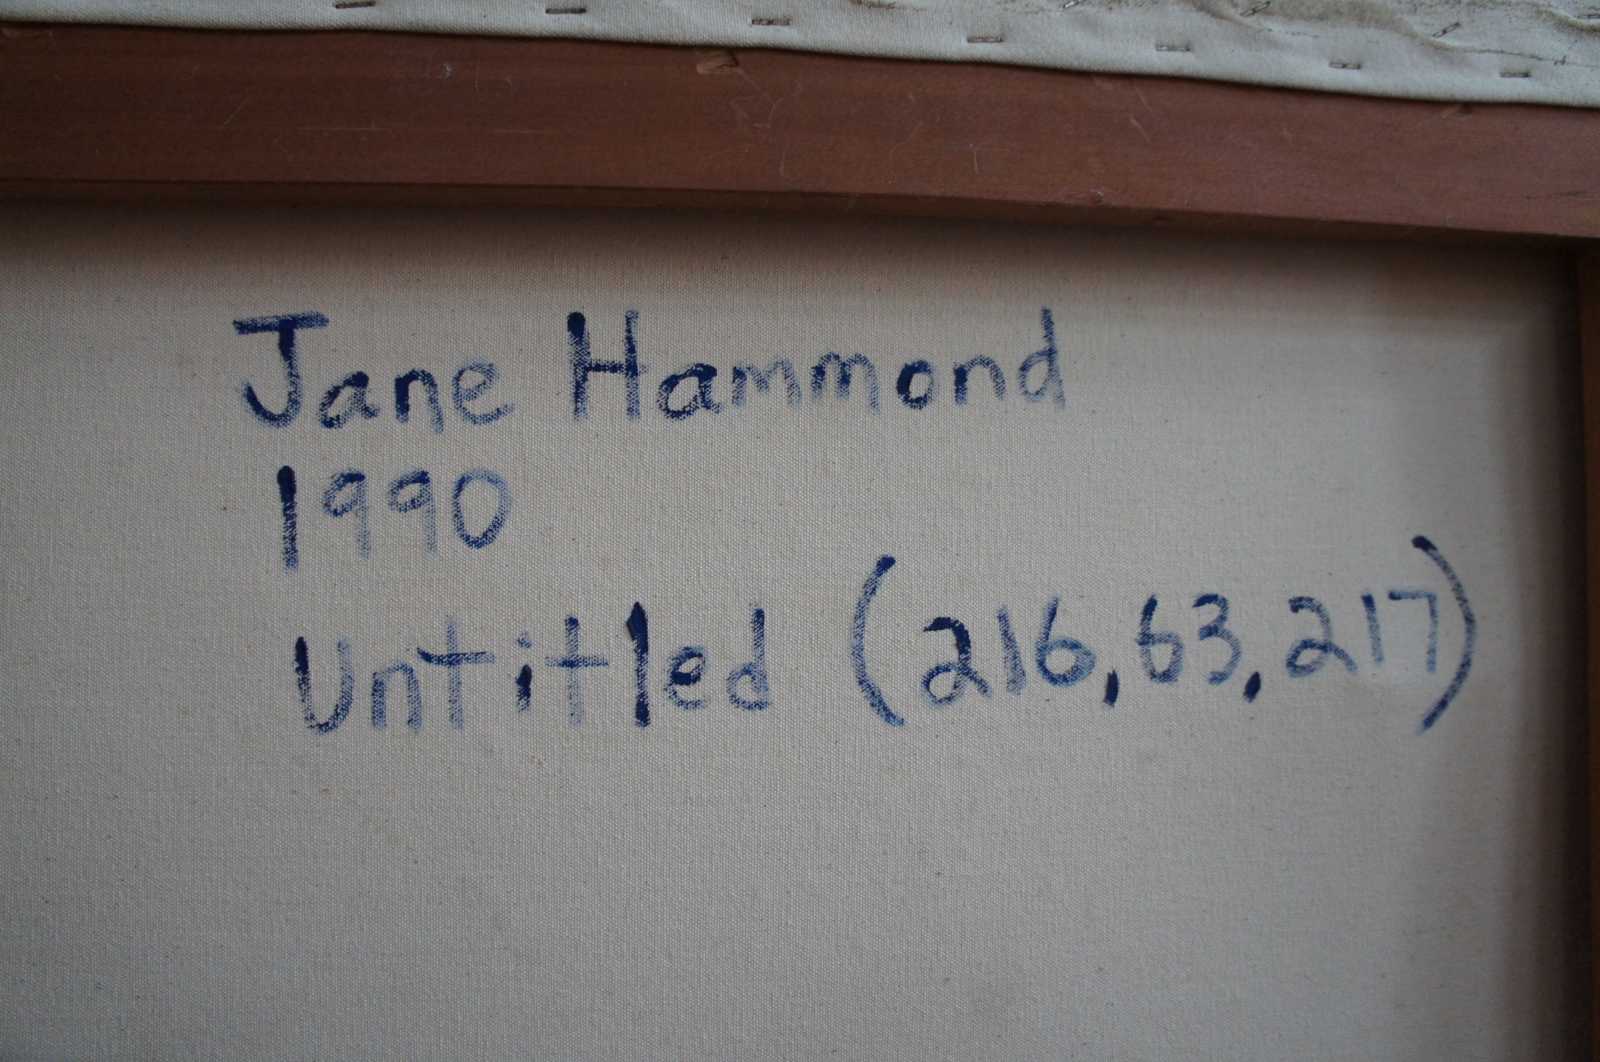 Jane Hammond
1990
Untitled (216, 63, 217)